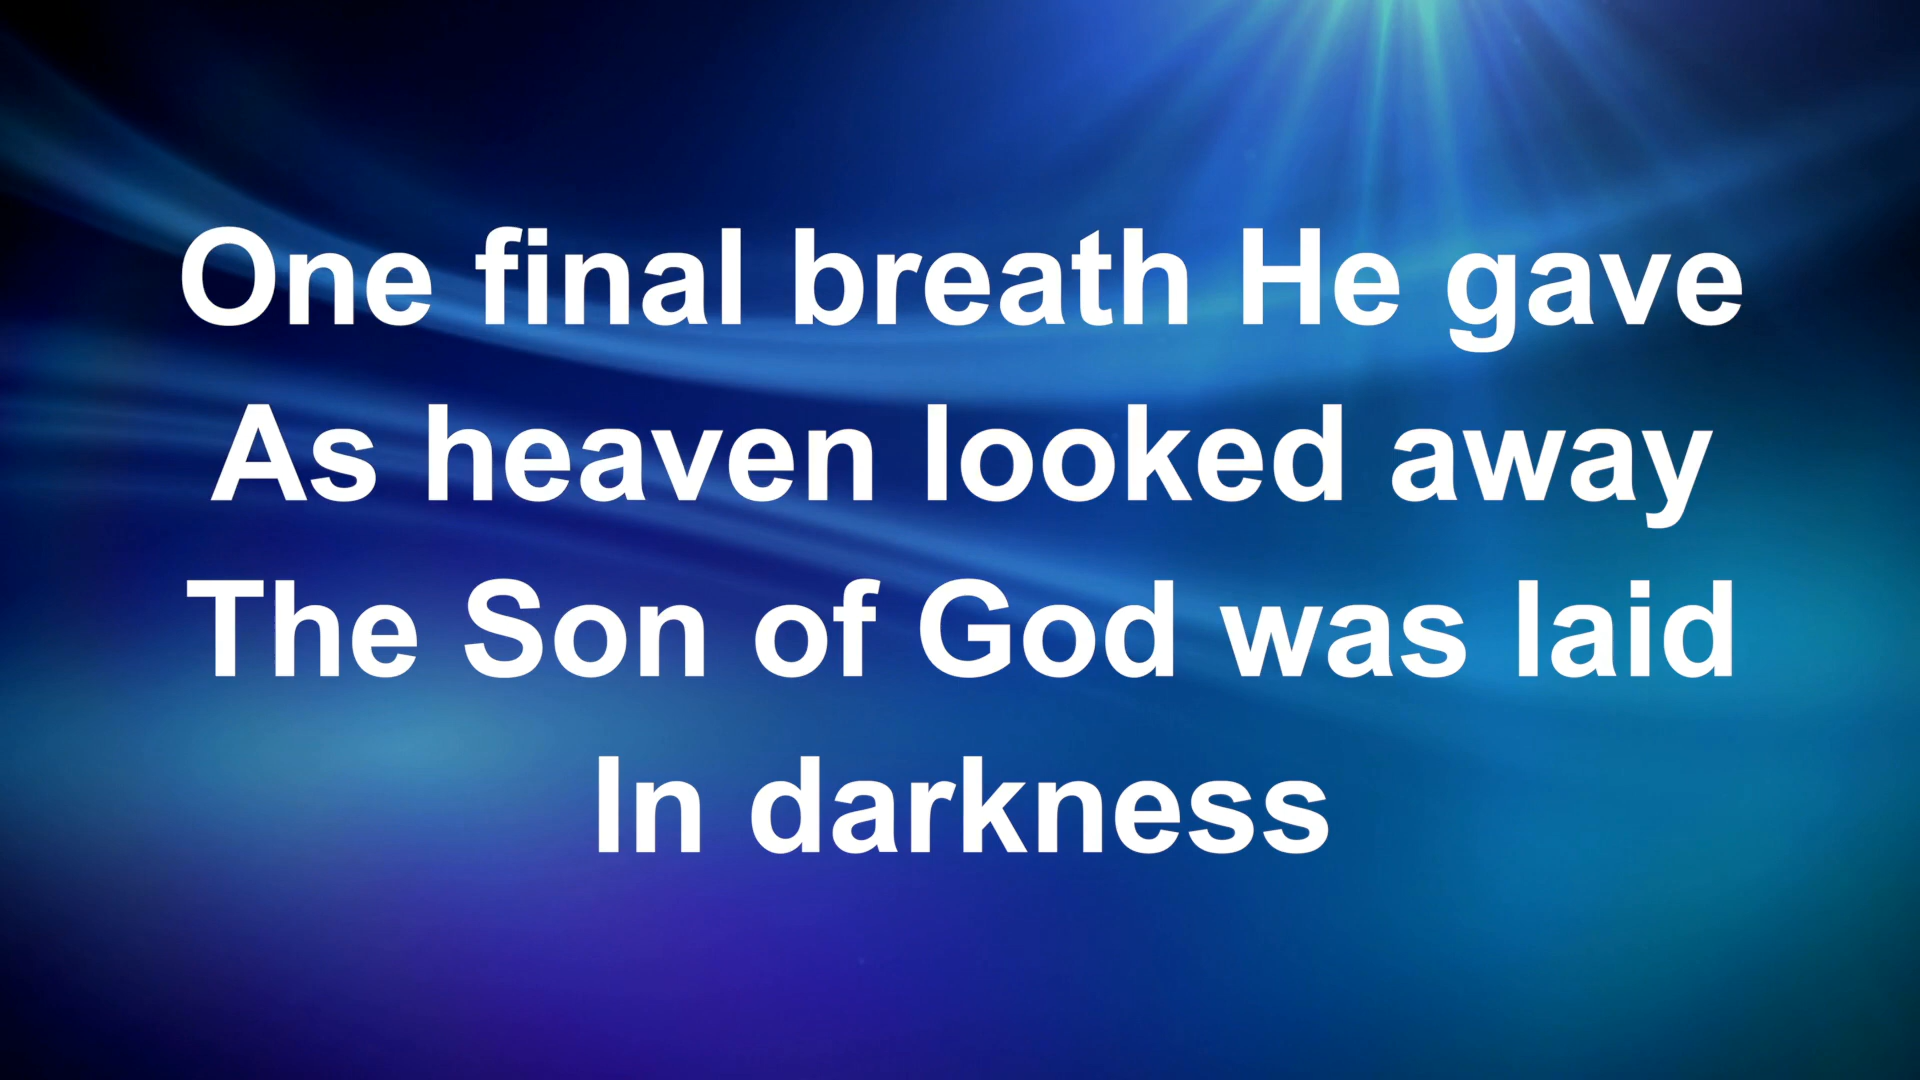 One final breath He gave
As heaven looked away
The Son of God was laid
In darkness